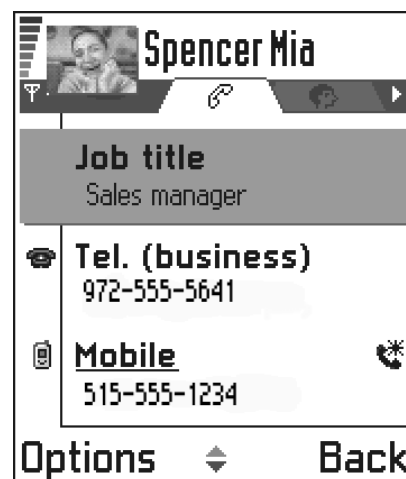 Spencer Mia
Job title
Sales manager
Tel. (business)
972-555-5641
Mobile
515-555-1234
Options
Back